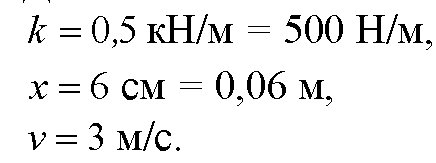 k = 0,5 кН/м = 500 Н/м,
x = 6 см = 0,06 м,
v = 3 м/с.